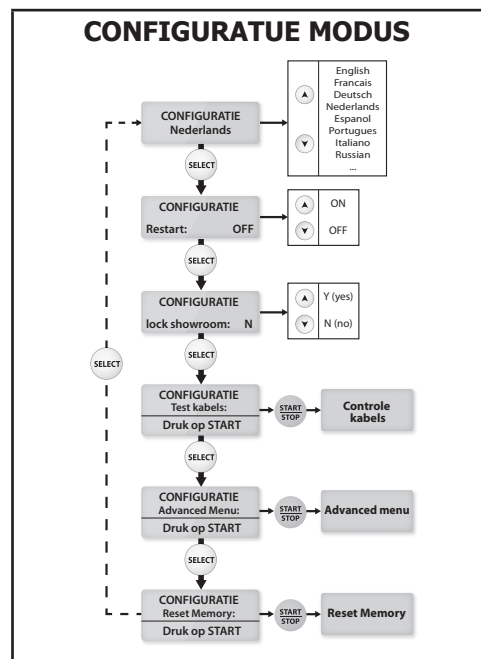 CONFIGURATUE MODUS
CONFIGURATIE
Nederlands
English
Francais
Deutsch
Nederlands
Espanol
Portugues
Italiano
Russian
...
SELECT
CONFIGURATIE
Restart: OFF
ON
OFF
SELECT
CONFIGURATIE
lock showroom: N
Y (yes)
N (no)
SELECT
SELECT
CONFIGURATIE
Test kabels:
Druk op START
START
STOP
Controle
kabels
SELECT
CONFIGURATIE
Advanced Menu:
Druk op START
START
STOP
Advanced menu
SELECT
CONFIGURATIE
Reset Memory:
Druk op START
START
STOP
Reset Memory